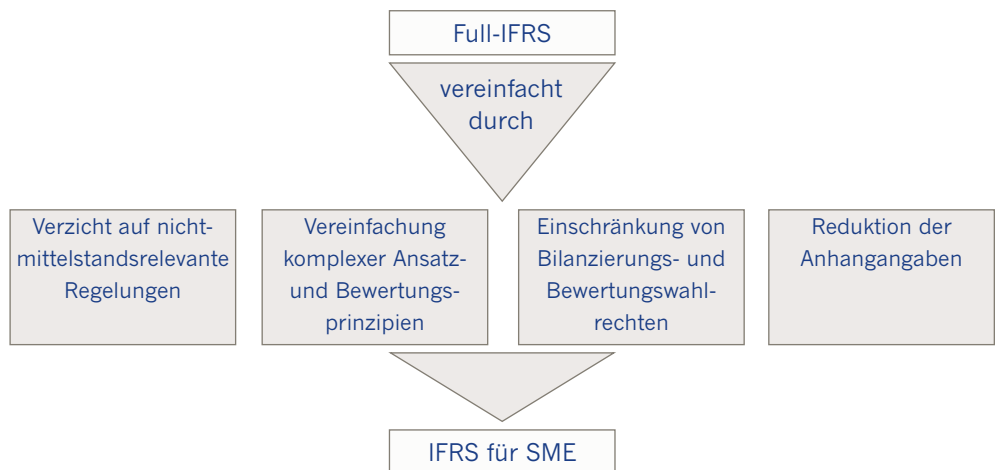 Full-IFRS
vereinfacht
durch
Verzicht auf nicht-
mittelstandsrelevante
Regelungen
Vereinfachung
komplexer Ansatz-
und Bewertungs-
prinzipien
Einschränkung von
Bilanzierungs- und
Bewertungswahl-
rechten
Reduktion der
Anhangangaben
IFRS für SME